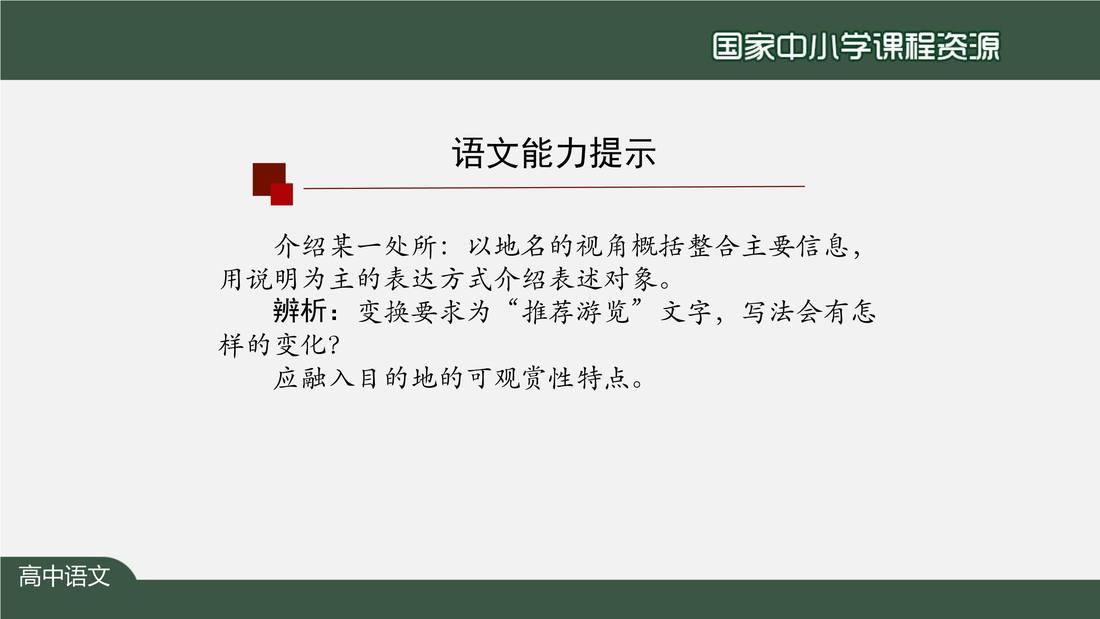 国家中小学课程资源
语文能力提示
介绍某一处所：以地名的视角概括整合主要信息，
用说明为主的表达方式介绍表述对象。
辨析：变换要求为“推荐游览”文字，写法会有怎
样的变化？
应融入目的地的可观赏性特点。
高中语文